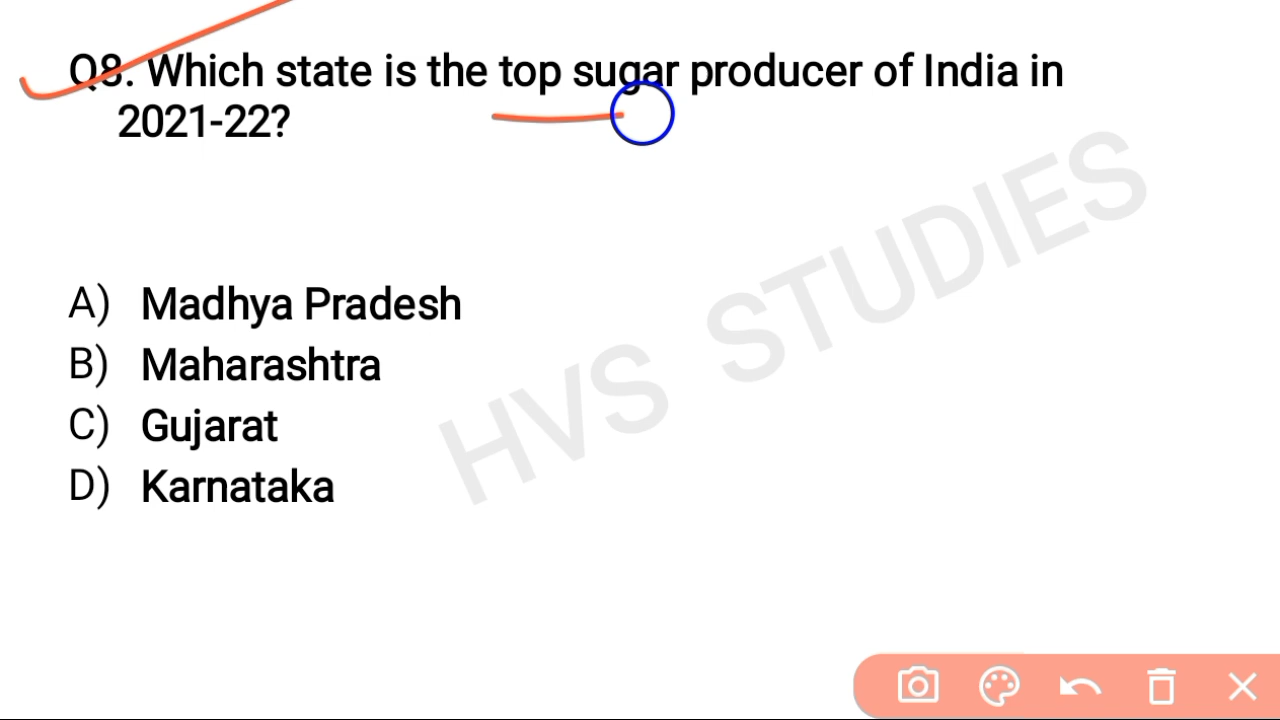 Q8. Which state is the top sugar producer of India in
2021-22?
HVS STUDIES
A) Madhya Pradesh
B) Maharashtra
C) Gujarat
D) Karnataka